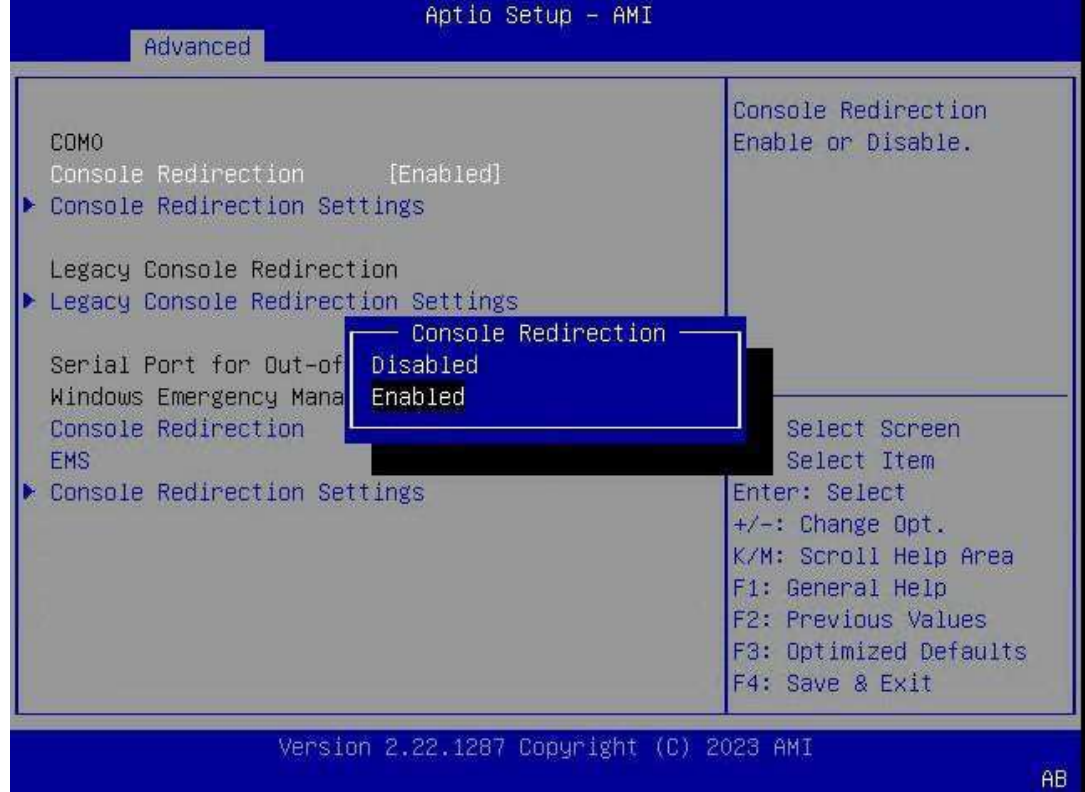 Aptio Setup – AMI
Advanced
COM0
Console Redirection [Enabled]
Console Redirection Settings
Legacy Console Redirection
Legacy Console Redirection Settings
Serial Port for Out-of
Windows Emergency Mana
Console Redirection
EMS
Console Redirection Settings
Console Redirection
Disabled
Enabled
Console Redirection
Enable or Disable.
Select Screen
Select Item
Enter: Select
+/-: Change Opt.
K/M: Scroll Help Area
F1: General Help
F2: Previous Values
F3: Optimized Defaults
F4: Save & Exit
Version 2.22.1287 Copyright (C) 2023 AMI
AB